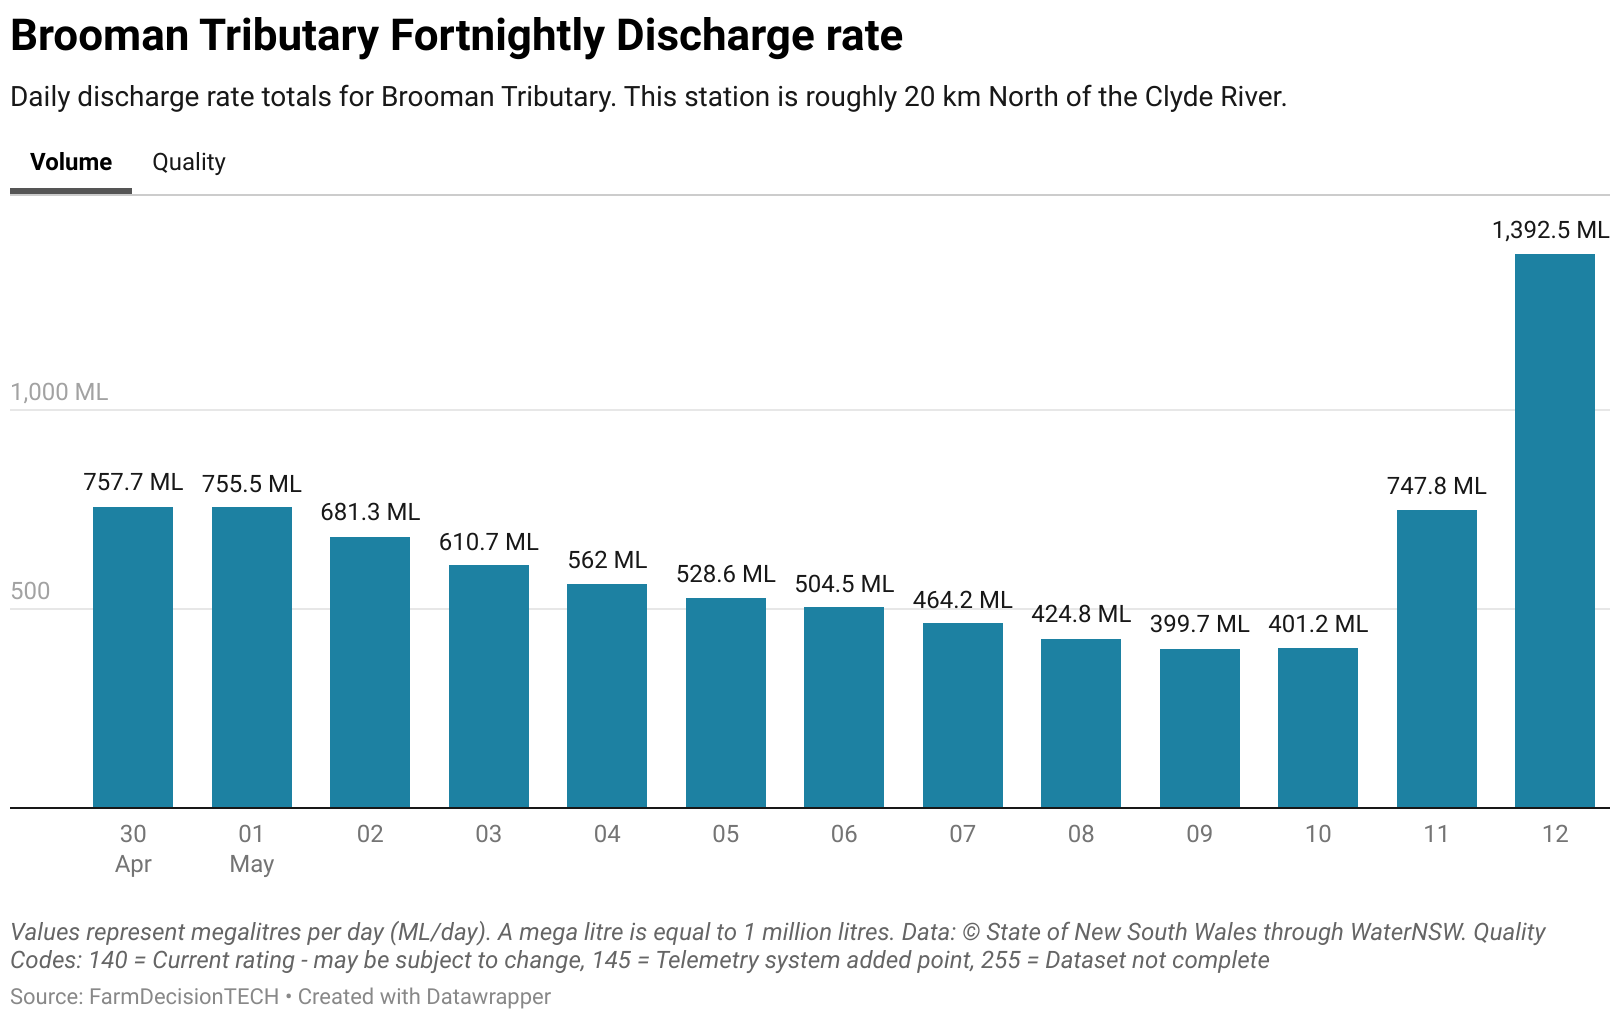 Brooman Tributary Fortnightly Discharge rate
Daily discharge rate totals for Brooman Tributary. This station is roughly 20 km North of the Clyde River.
Volume Quality
1,392.5 ML
1,000 ML
757.7 ML 755.5 ML 681.3 ML 610.7 ML 562 ML 528.6 ML 504.5 ML 464.2 ML 424.8 ML 399.7 ML 401.2 ML 747.8 ML
500
30 01 02 03 04 05 06 07 08 09 10 11 12
Apr May
Values represent megalitres per day (ML/day). A mega litre is equal to 1 million litres. Data: © State of New South Wales through WaterNSW. Quality
Codes: 140 = Current rating - may be subject to change, 145 = Telemetry system added point, 255 = Dataset not complete
Source: FarmDecisionTECH • Created with Datawrapper